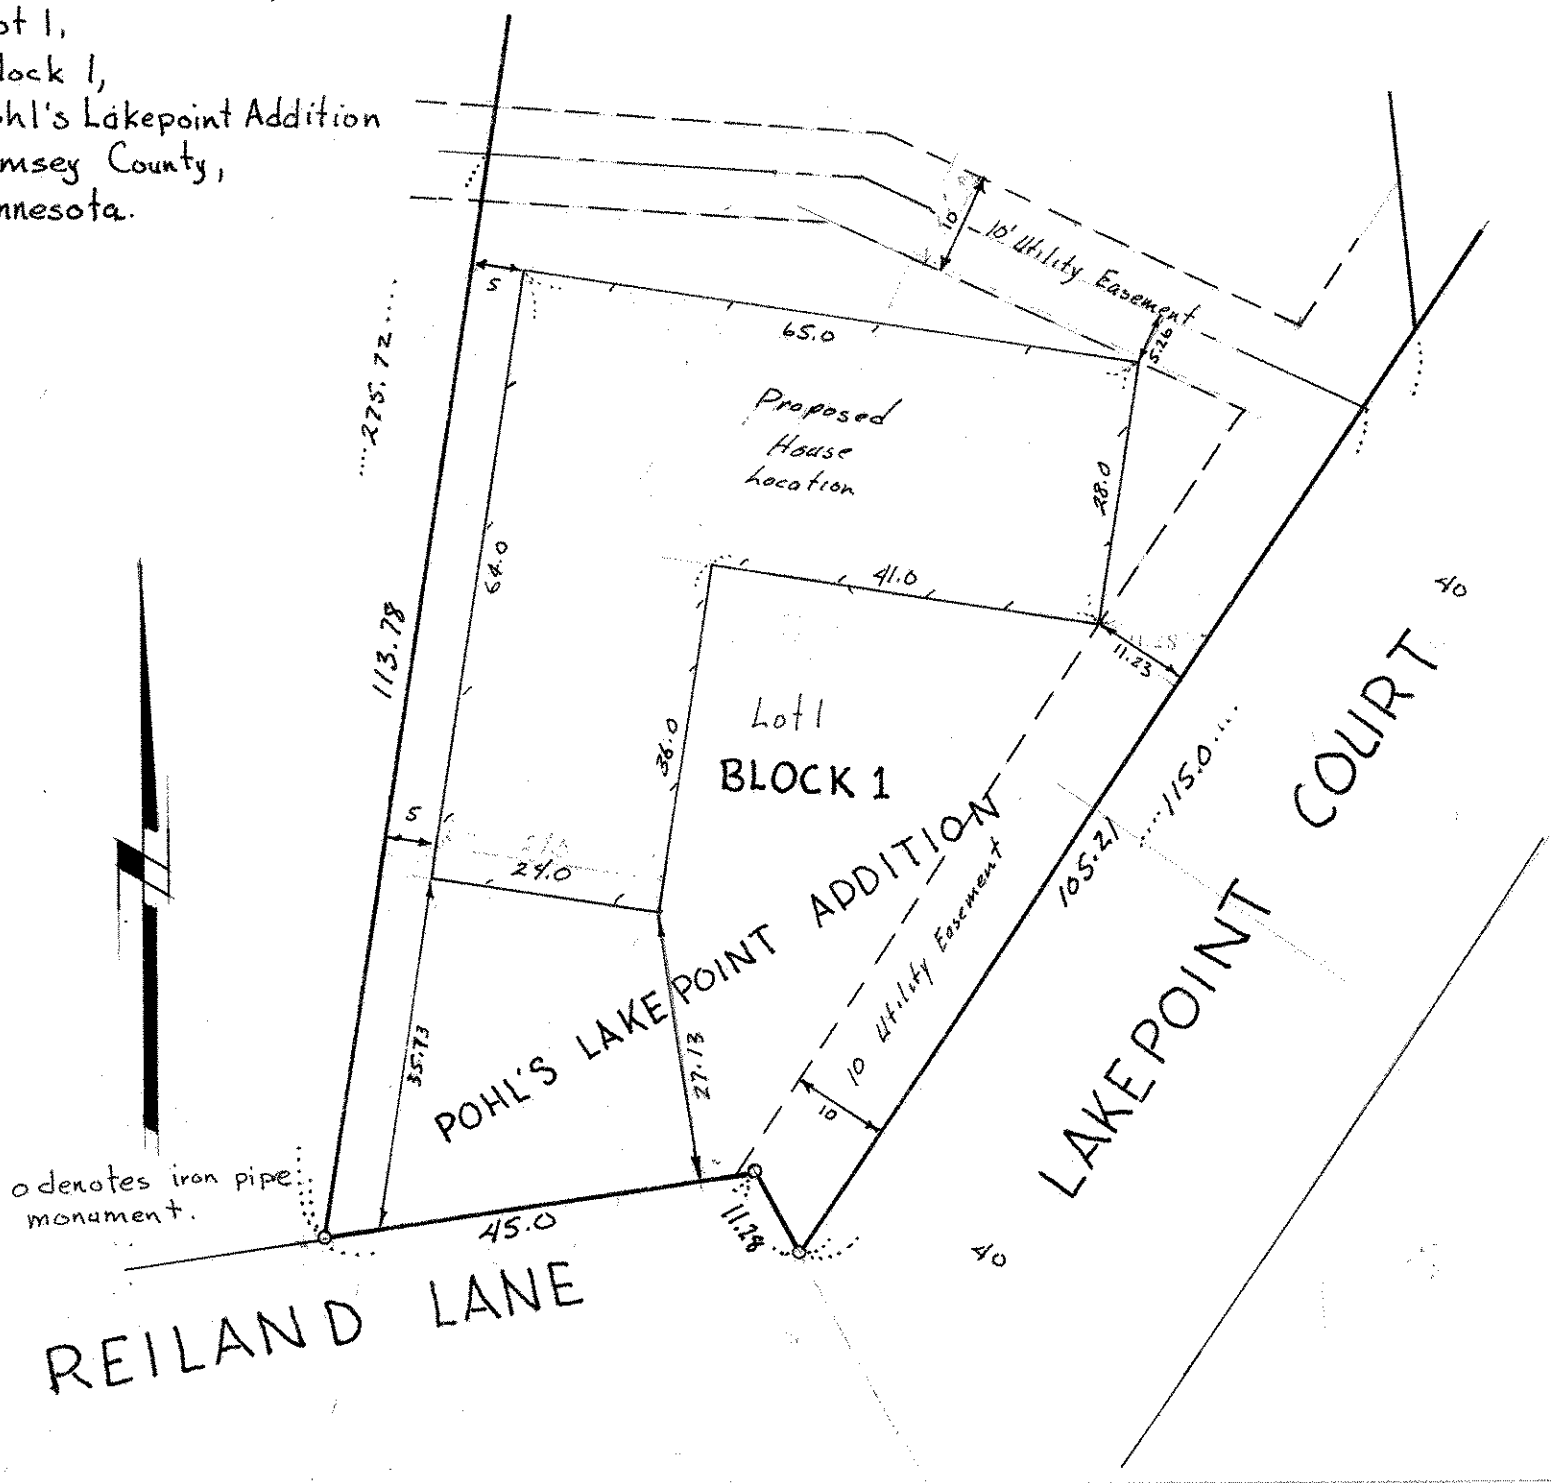 ot 1,
lock 1,
ohl's Lakepoint Addition
msey County,
nnesota.
10
10' Utility Easement
5
65.0
5.26
....275.72....
Proposed
House
Location
28.0
64.0
41.0
40
113.78
11.23
Lot 1
36.0
BLOCK 1
....115.0...
5
24.0
105.21
POHL'S LAKEPOINT ADDITION
10 Utility Easement
LAKEPOINT COURT
35.73
27.13
10
o denotes iron pipe
monument.
45.0
11.28
40
REILAND LANE